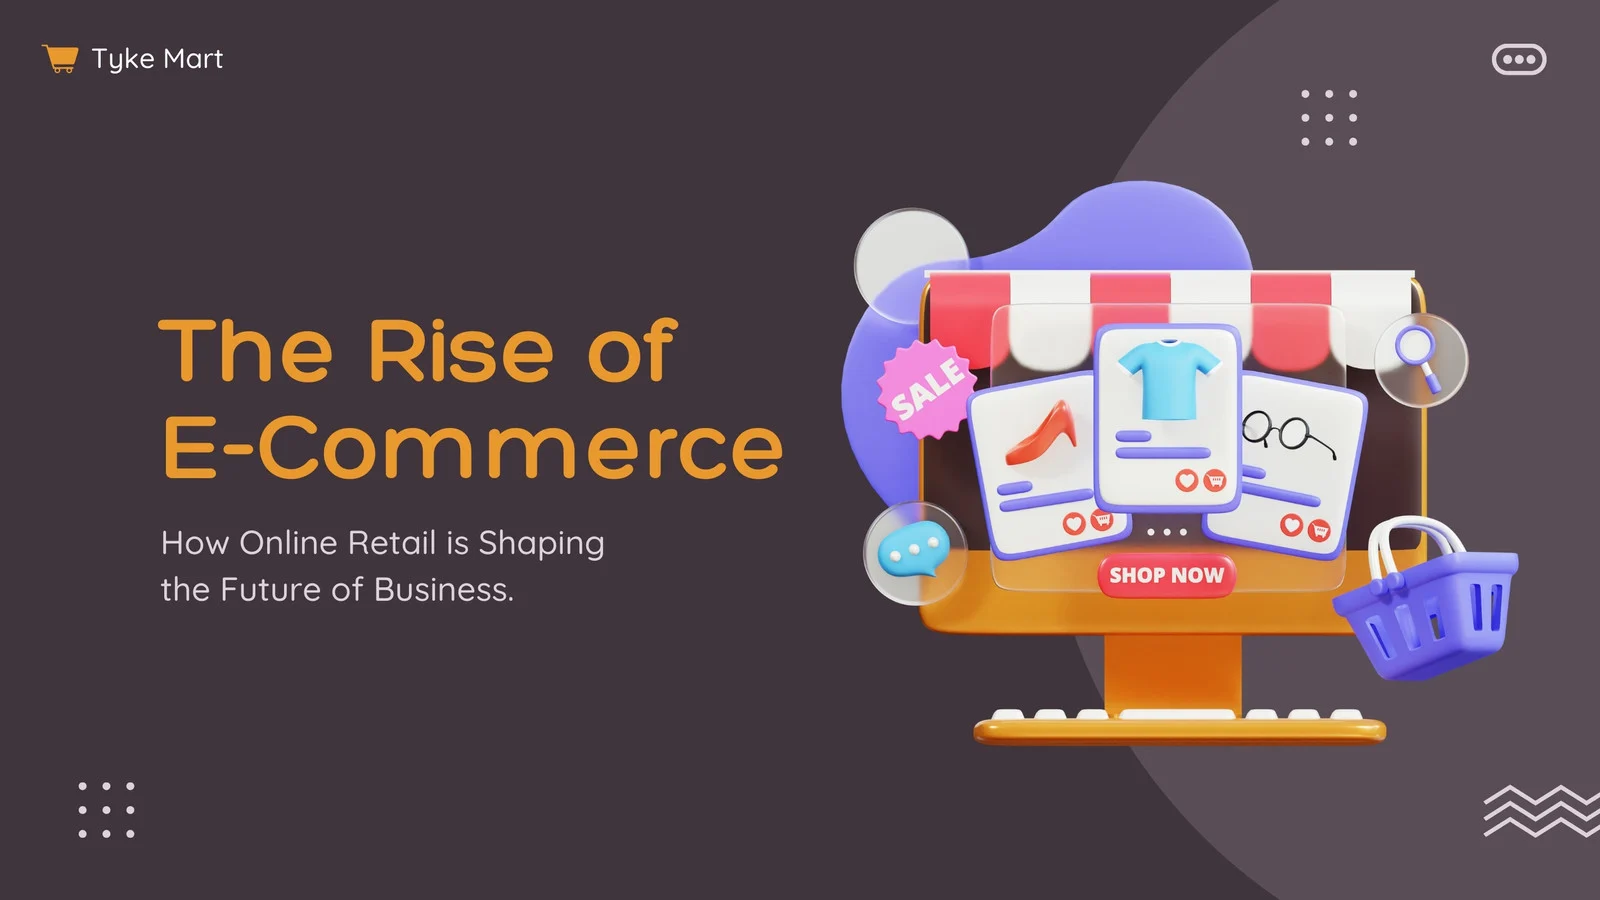 Tyke Mart
The Rise of
E-Commerce
How Online Retail is Shaping
the Future of Business.
SALE
SHOP NOW